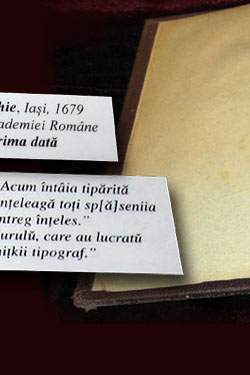 hie, Iași, 1679
ademiei Române
rima dată
Acum întâia tipărită
nțeleagă toți sp[ă]seniia
ntreg înțeles.”
urulŭ, care au lucratŭ
nițkii tipograf.”